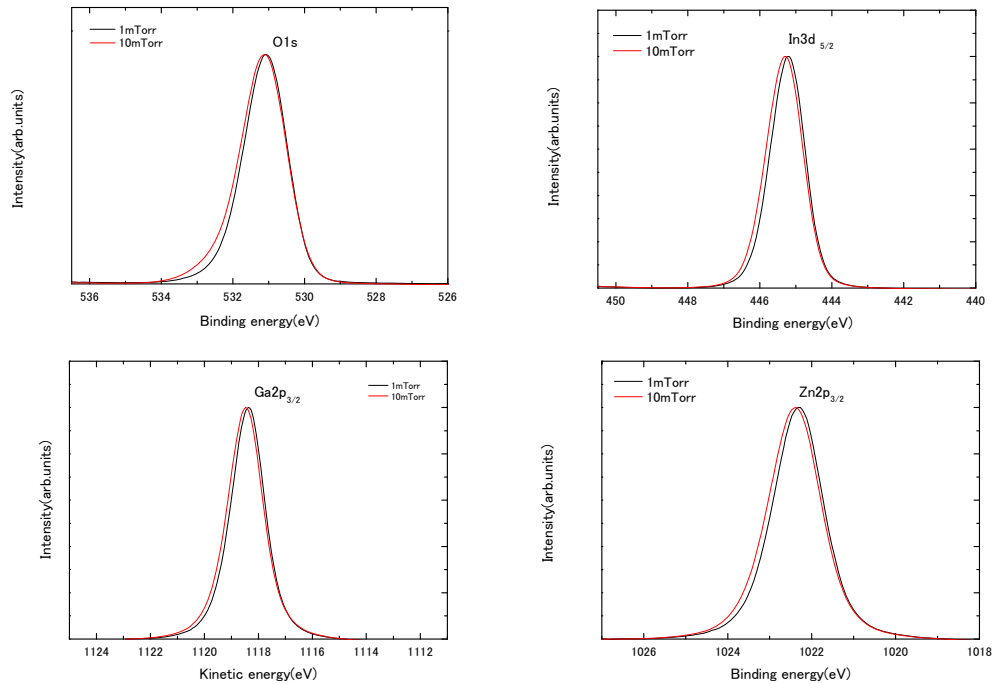 1mTorr
10mTorr
O1s
Intensity(arb.units)
536 534 532 530 528 526
Binding energy(eV)
1mTorr
10mTorr
In3d 5/2
Intensity(arb.units)
450 448 446 444 442 440
Binding energy(eV)
Ga2p3/2
1mTorr
10mTorr
Intensity(arb.units)
1124 1122 1120 1118 1116 1114 1112
Kinetic energy(eV)
1mTorr
10mTorr
Zn2p3/2
Intensity(arb.units)
1026 1024 1022 1020 1018
Binding energy(eV)